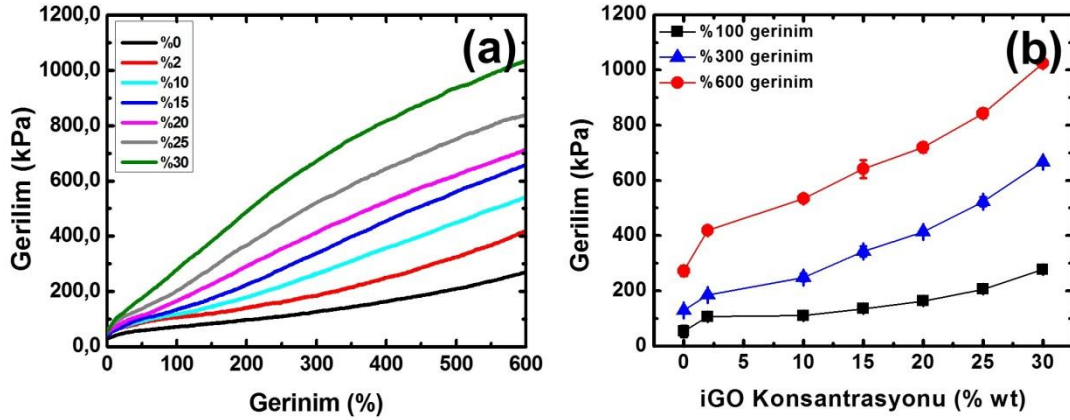 (a)
1200,0
1000,0
800,0
600,0
400,0
200,0
0,0
Gerilim (kPa)
%0
%2
%10
%15
%20
%25
%30
0 100 200 300 400 500 600
Gerinim (%)
(b)
1200
1000
800
600
400
200
0
Gerilim (kPa)
%100 gerinim
%300 gerinim
%600 gerinim
0 5 10 15 20 25 30
iGO Konsantrasyonu (% wt)